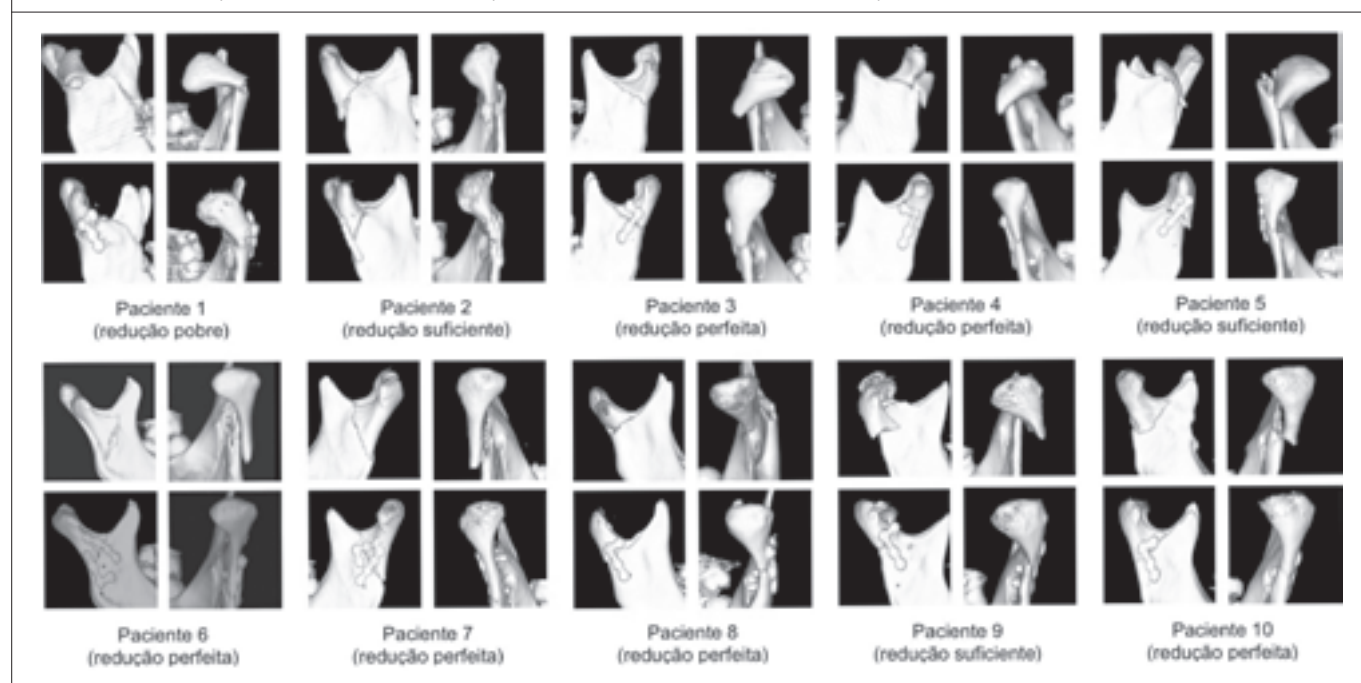 Paciente 1
(redução pobre)
Paciente 2
(redução suficiente)
Paciente 3
(redução perfeita)
Paciente 4
(redução perfeita)
Paciente 5
(redução suficiente)
Paciente 6
(redução perfeita)
Paciente 7
(redução perfeita)
Paciente 8
(redução perfeita)
Paciente 9
(redução suficiente)
Paciente 10
(redução perfeita)